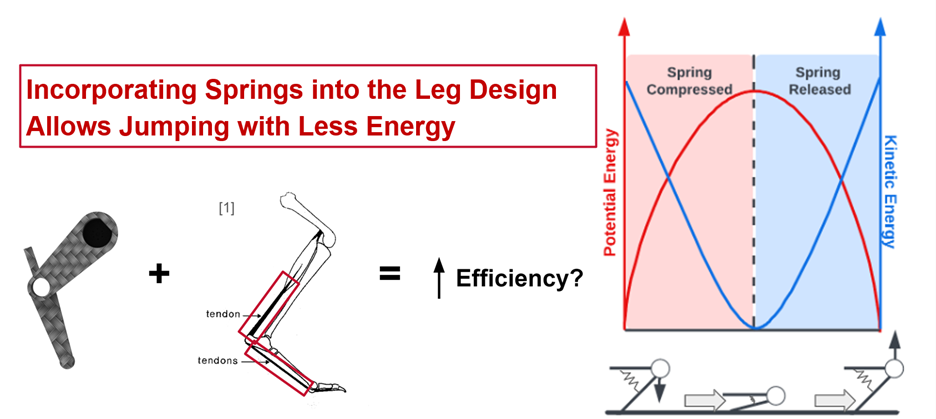 Incorporating Springs into the Leg Design
Allows Jumping with Less Energy
[1]
+
tendon
tendons
=
Efficiency?
Spring
Compressed
Spring
Released
Potential Energy
Kinetic Energy